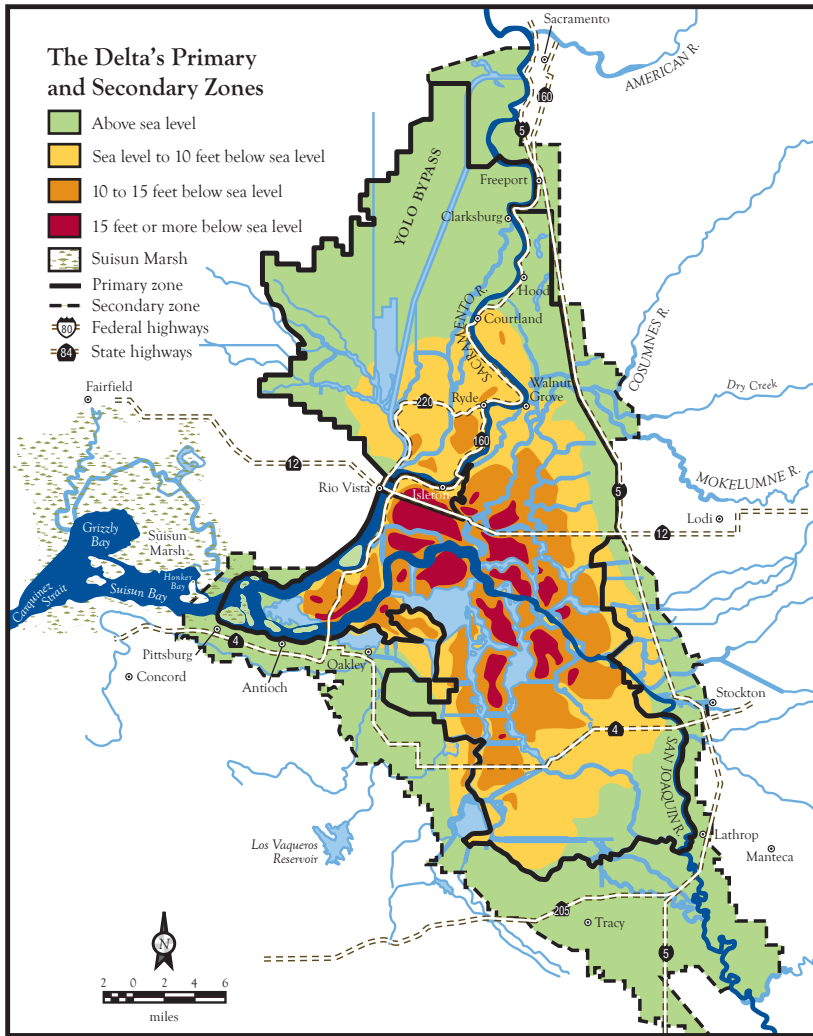 The Delta's Primary
and Secondary Zones
Above sea level
Sea level to 10 feet below sea level
10 to 15 feet below sea level
15 feet or more below sea level
Suisun Marsh
Primary zone
Secondary zone
80 Federal highways
84 State highways
Sacramento
AMERICAN R.
160
5
Freeport
YOLO BYPASS
Clarksburg
Hood
SACRAMENTO R.
Courtland
COSUMNES R.
Fairfield
Dry Creek
Walnut
Grove
Ryde
220
160
12
MOKELUMNE R.
Rio Vista
Isleton
5
Lodi
12
Grizzly
Bay
Suisun
Marsh
Honker
Bay
Carquinez
Strait
Suisun Bay
4
Pittsburg
Antioch
Oakley
Concord
Stockton
4
SAN JOAQUIN R.
Los Vaqueros
Reservoir
Lathrop
Manteca
205
Tracy
5
N
2 0 2 4 6
miles